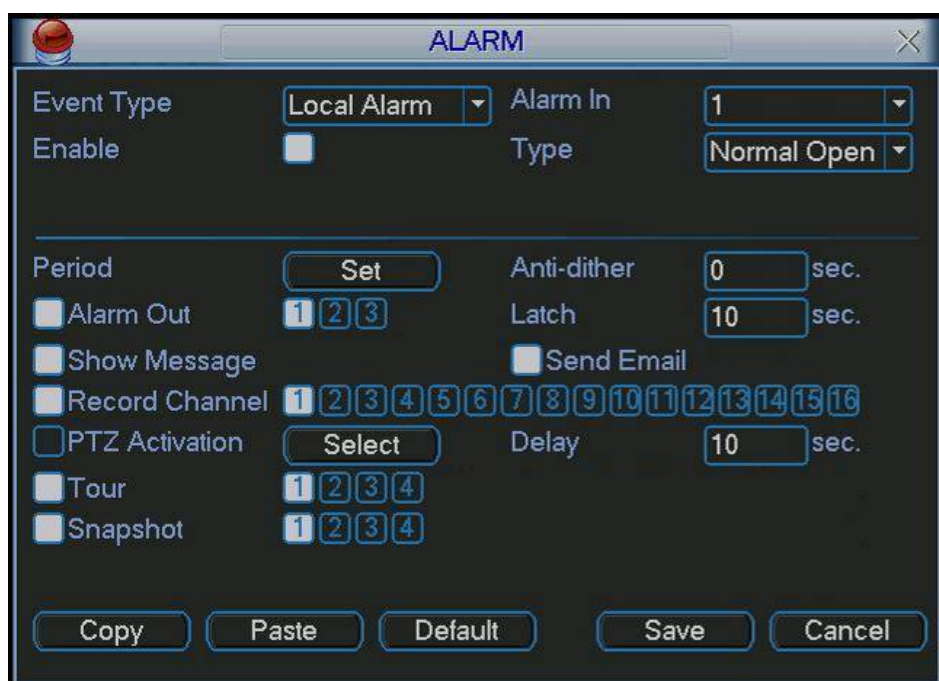 ALARM
Event Type Local Alarm Alarm In 1
Enable Type Normal Open
Period Set Anti-dither 0 sec.
Alarm Out 1 2 3 Latch 10 sec.
Show Message Send Email
Record Channel 1 2 3 4 5 6 7 8 9 10 11 12 13 14 15 16
PTZ Activation Select Delay 10 sec.
Tour 1 2 3 4
Snapshot 1 2 3 4
Copy Paste Default Save Cancel